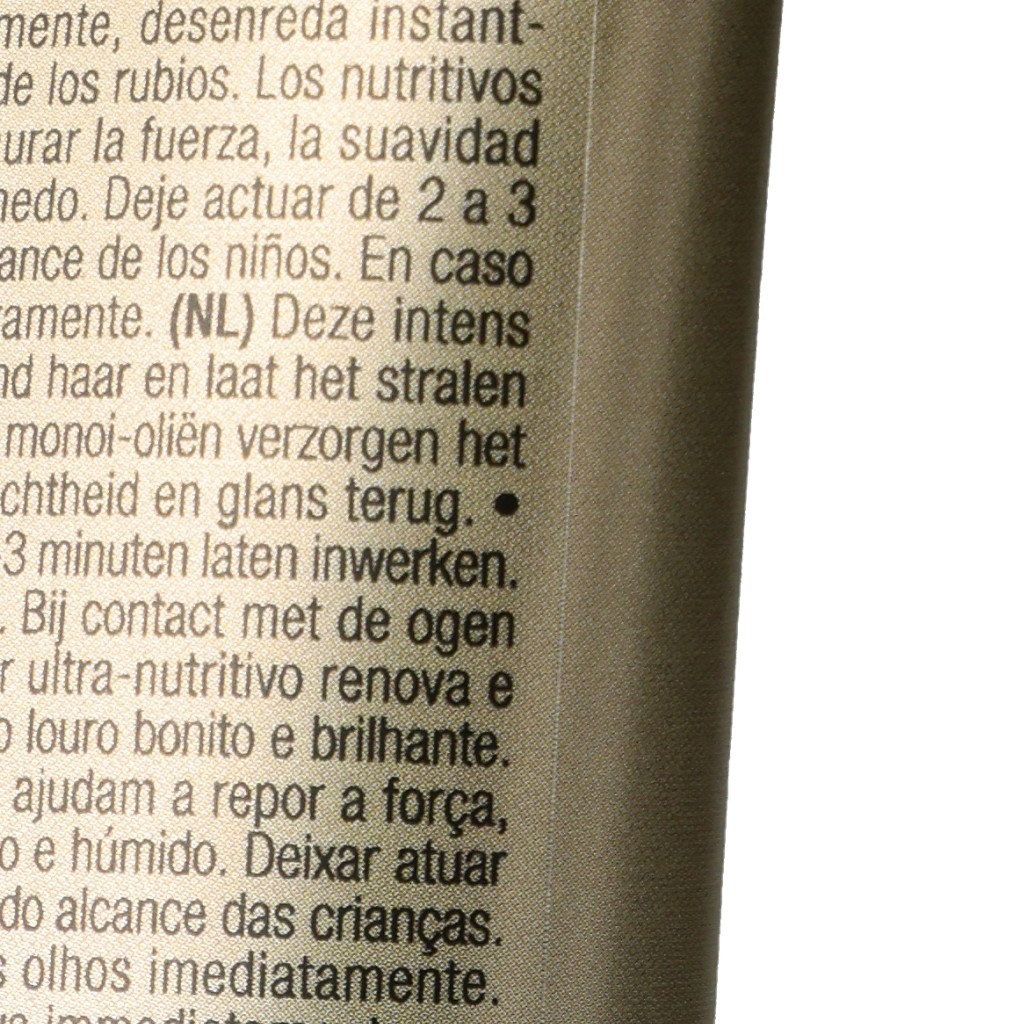 mente, desenreda instant-
de los rubios. Los nutritivos
urar la fuerza, la suavidad
nedo. Deje actuar de 2 a 3
ance de los niños. En caso
ramente. (NL) Deze intens
nd haar en laat het stralen
monoi-oliën verzorgen het
chtheid en glans terug. •
-3 minuten laten inwerken.
. Bij contact met de ogen
r ultra-nutritivo renova e
o louro bonito e brilhante.
ajudam a repor a força,
o e húmido. Deixar atuar
do alcance das crianças.
s olhos imediatamente.